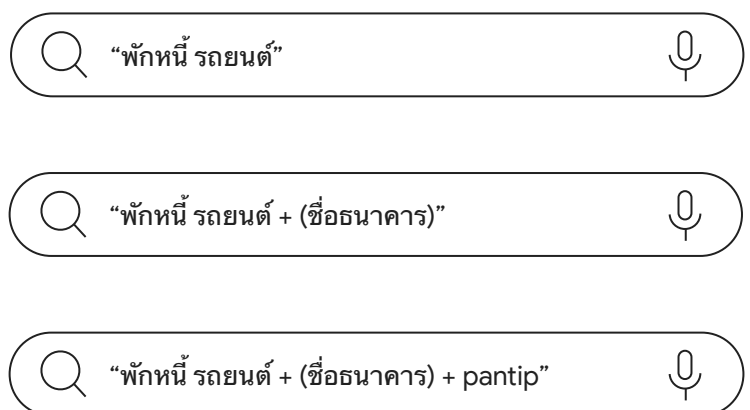 “พักหนี้ รถยนต์”
“พักหนี้ รถยนต์ + (ชื่อธนาคาร)”
“พักหนี้ รถยนต์ + (ชื่อธนาคาร) + pantip”